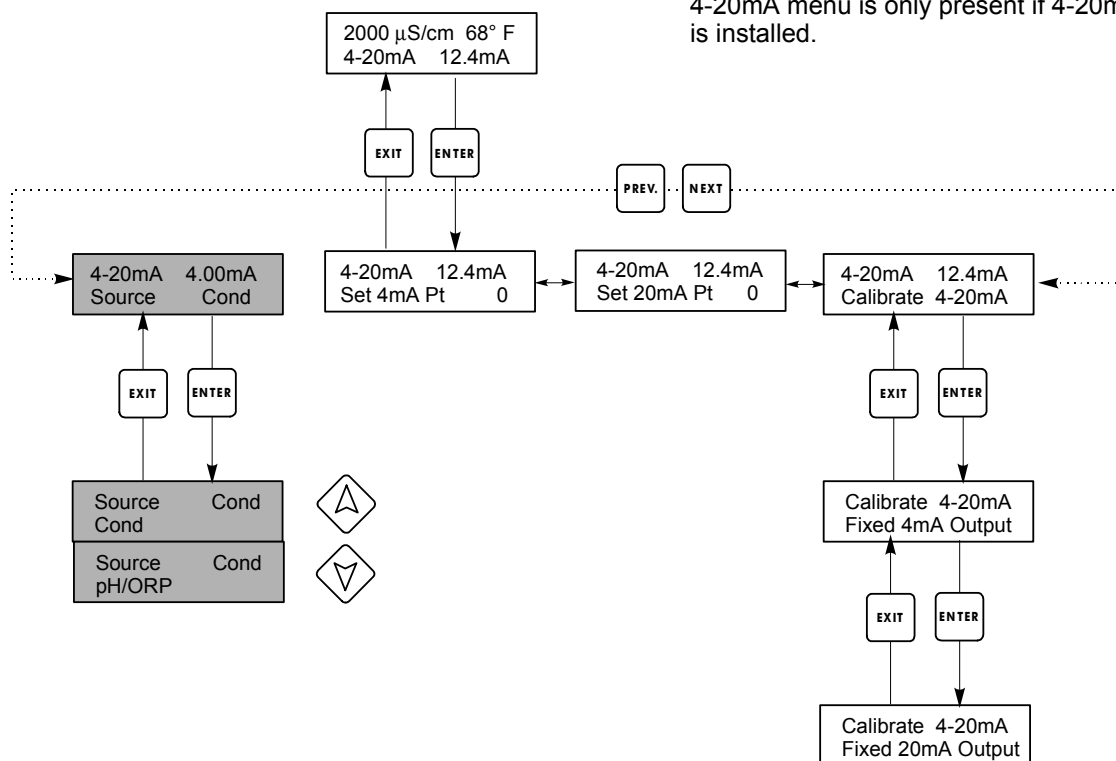 4-20mA menu is only present if 4-20m
is installed.
2000 µS/cm 68° F
4-20mA 12.4mA
EXIT
ENTER
PREV.
NEXT
4-20mA 4.00mA
Source Cond
4-20mA 12.4mA
Set 4mA Pt 0
4-20mA 12.4mA
Set 20mA Pt 0
4-20mA 12.4mA
Calibrate 4-20mA
EXIT
ENTER
EXIT
ENTER
Source Cond
Cond
Source Cond
pH/ORP
Calibrate 4-20mA
Fixed 4mA Output
EXIT
ENTER
Calibrate 4-20mA
Fixed 20mA Output